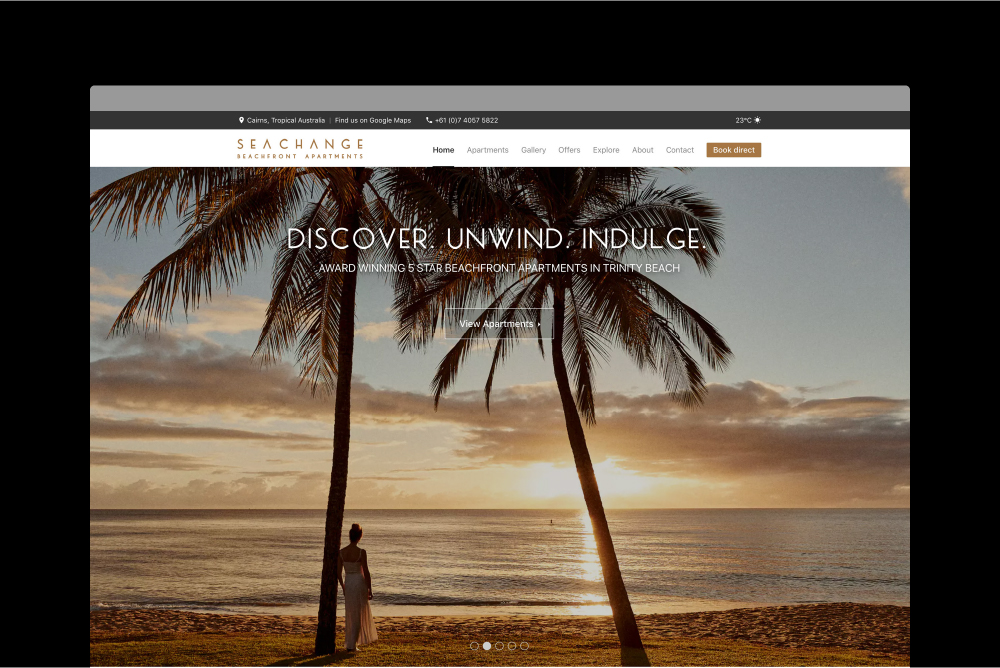 Cairns, Tropical Australia | Find us on Google Maps +61 (0)7 4057 5822 23°C
SEACHANGE
BEACHFRONT APARTMENTS
Home Apartments Gallery Offers Explore About Contact Book direct
DISCOVER. UNWIND. INDULGE.
AWARD WINNING 5 STAR BEACHFRONT APARTMENTS IN TRINITY BEACH
View Apartments